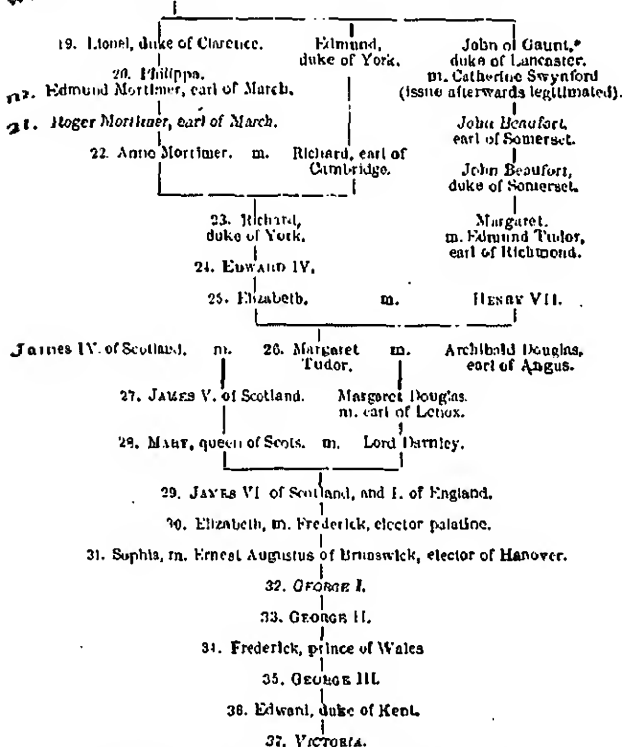 19. Lionel, duke of Clarence. Edmund, duke of York. John of Gaunt,* duke of Lancaster. m. Catherine Swynford (issue afterwards legitimated).
20. Philippa.
m. Edmund Mortimer, earl of March.
21. Roger Mortimer, earl of March. John Beaufort, earl of Somerset.
22. Anne Mortimer. m. Richard, earl of Cambridge. John Beaufort, duke of Somerset.
23. Richard, duke of York. Margaret. m. Edmund Tudor, earl of Richmond.
24. EDWARD IV.
25. Elizabeth. m. HENRY VII.
James IV. of Scotland. m. 26. Margaret Tudor. m. Archibald Douglas, earl of Angus.
27. JAMES V. of Scotland. Margaret Douglas. m. earl of Lenox.
28. MARY, queen of Scots. m. Lord Darnley.
29. JAMES VI of Scotland, and I. of England.
30. Elizabeth, m. Frederick, elector palatine.
31. Sophia, m. Ernest Augustus of Brunswick, elector of Hanover.
32. GEORGE I.
33. GEORGE II.
34. Frederick, prince of Wales
35. GEORGE III.
36. Edward, duke of Kent.
37. VICTORIA.